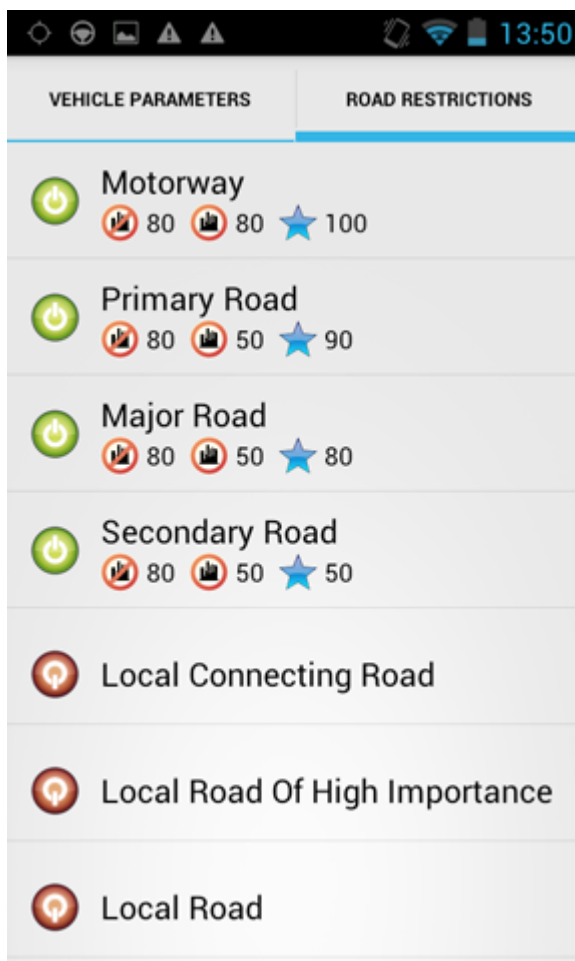 13:50
VEHICLE PARAMETERS
ROAD RESTRICTIONS
Motorway
80 80 100
Primary Road
80 50 90
Major Road
80 50 80
Secondary Road
80 50 50
Local Connecting Road
Local Road Of High Importance
Local Road